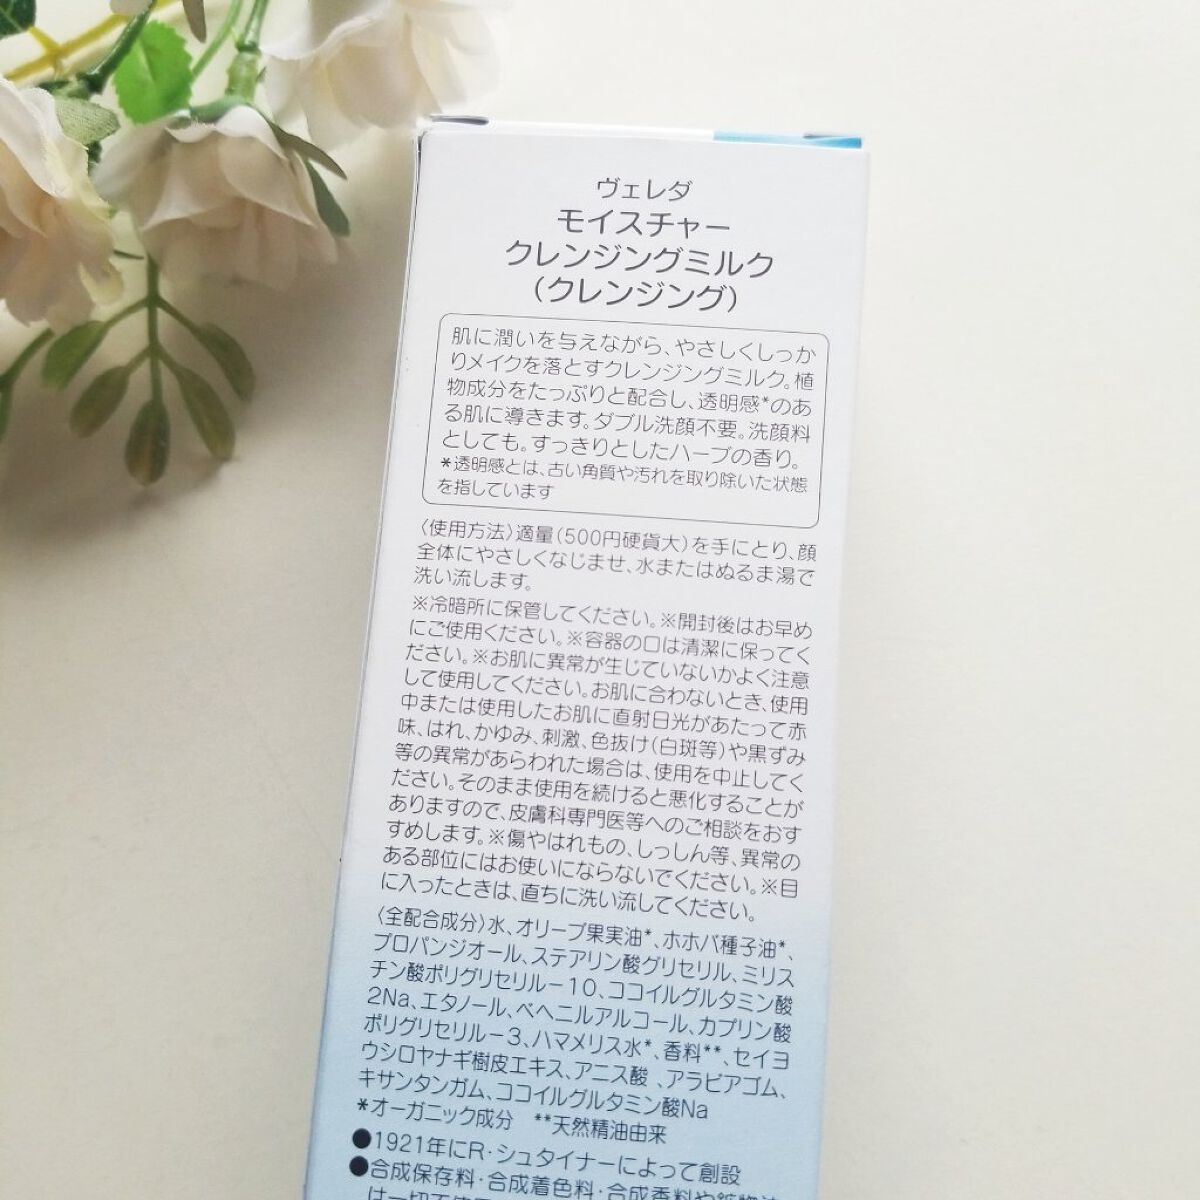 ヴェレダ
モイスチャー
クレンジングミルク
(クレンジング)
肌に潤いを与えながら、やさしくしっか
りメイクを落とすクレンジングミルク。植
物成分をたっぷりと配合し、透明感*のあ
る肌に導きます。ダブル洗顔不要。洗顔料
としても。すっきりとしたハーブの香り。
*透明感とは、古い角質や汚れを取り除いた状態
を指しています
〈使用方法〉適量(500円硬貨大)を手にとり、顔
全体にやさしくなじませ、水またはぬるま湯で
洗い流します。
※冷暗所に保管してください。※開封後はお早め
にご使用ください。※容器の口は清潔に保ってく
ださい。※お肌に異常が生じていないかよく注意
して使用してください。お肌に合わないとき、使用
中または使用したお肌に直射日光があたって赤
味、はれ、かゆみ、刺激、色抜け(白斑等)や黒ずみ
等の異常があらわれた場合は、使用を中止してく
ださい。そのまま使用を続けると悪化することが
ありますので、皮膚科専門医等へのご相談をおす
すめします。※傷やはれもの、しっしん等、異常の
ある部位にはお使いにならないでください。※目
に入ったときは、直ちに洗い流してください。
〈全配合成分〉水、オリーブ果実油*、ホホバ種子油*、
プロパンジオール、ステアリン酸グリセリル、ミリス
チン酸ポリグリセリル－10、ココイルグルタミン酸
2Na、エタノール、ベヘニルアルコール、カプリン酸
ポリグリセリル－3、ハマメリス水*、香料**、セイヨ
ウシロヤナギ樹皮エキス、アニス酸 、アラビアゴム、
キサンタンガム、ココイルグルタミン酸Na
*オーガニック成分 **天然精油由来
●1921年にR・シュタイナーによって創設
●合成保存料・合成着色料・合成香料や鉱物油